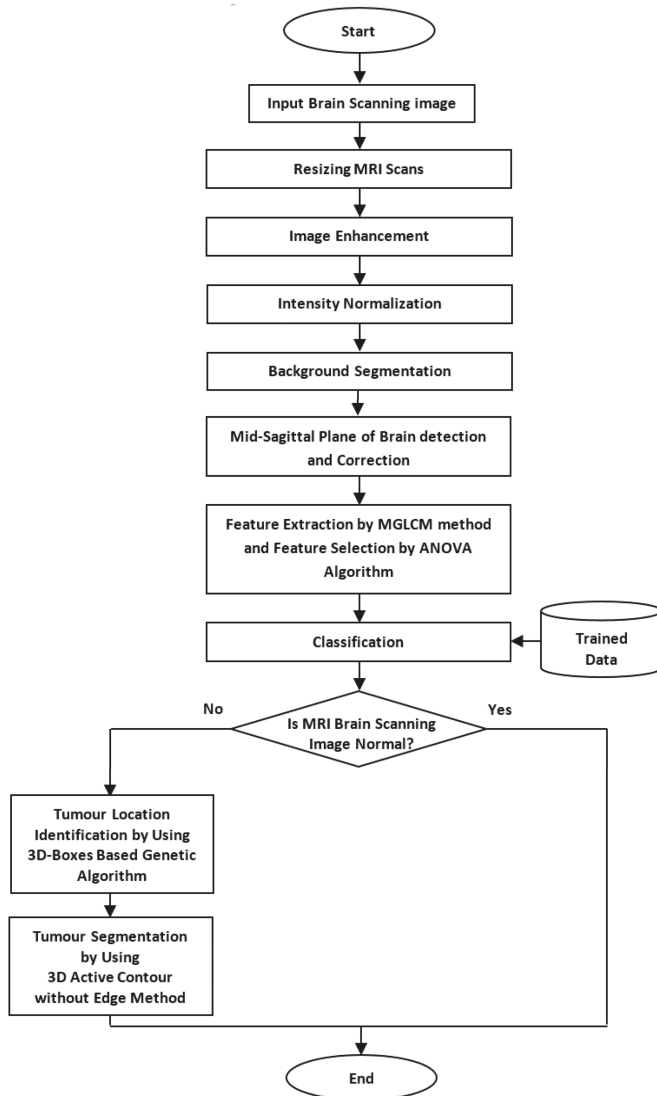 Start
Input Brain Scanning image
Resizing MRI Scans
Image Enhancement
Intensity Normalization
Background Segmentation
Mid-Sagittal Plane of Brain detection
and Correction
Feature Extraction by MGLCM method
and Feature Selection by ANOVA
Algorithm
Classification
Trained
Data
No
Is MRI Brain Scanning
Image Normal?
Yes
Tumour Location
Identification by Using
3D-Boxes Based Genetic
Algorithm
Tumour Segmentation
by Using
3D Active Contour
without Edge Method
End